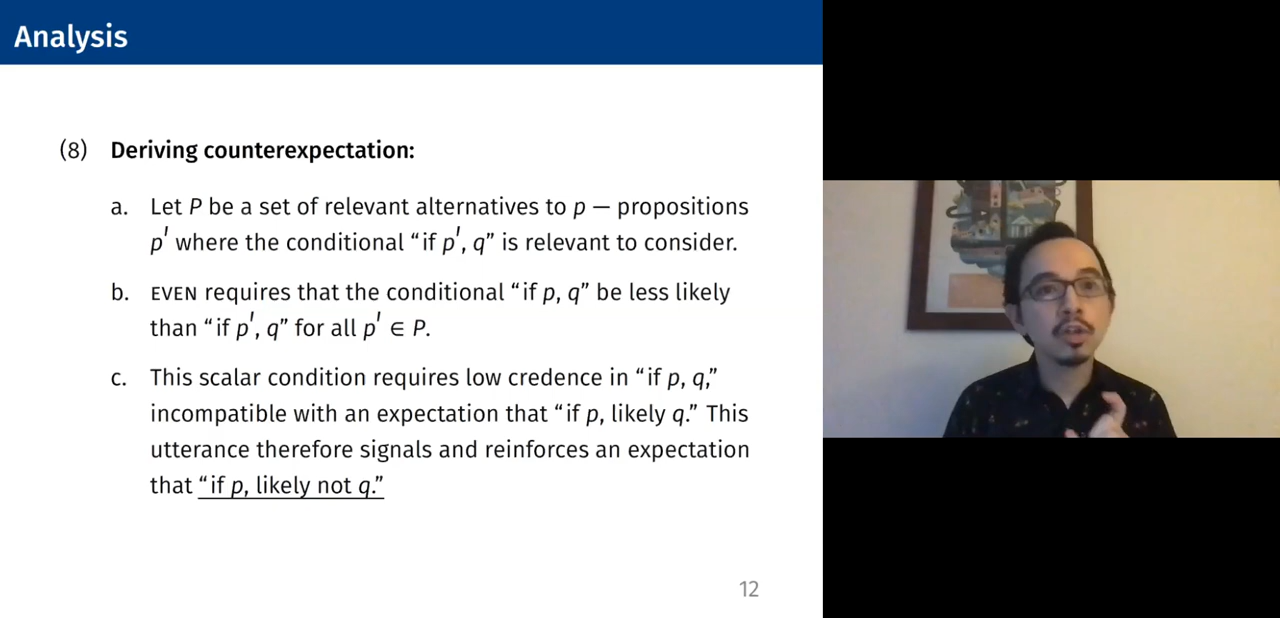 Analysis
(8) Deriving counterexpectation:
a. Let P be a set of relevant alternatives to p — propositions
p′ where the conditional “if p′, q” is relevant to consider.
b. EVEN requires that the conditional “if p, q” be less likely
than “if p′, q” for all p′ ∈ P.
c. This scalar condition requires low credence in “if p, q,”
incompatible with an expectation that “if p, likely q.” This
utterance therefore signals and reinforces an expectation
that “if p, likely not q.”
12